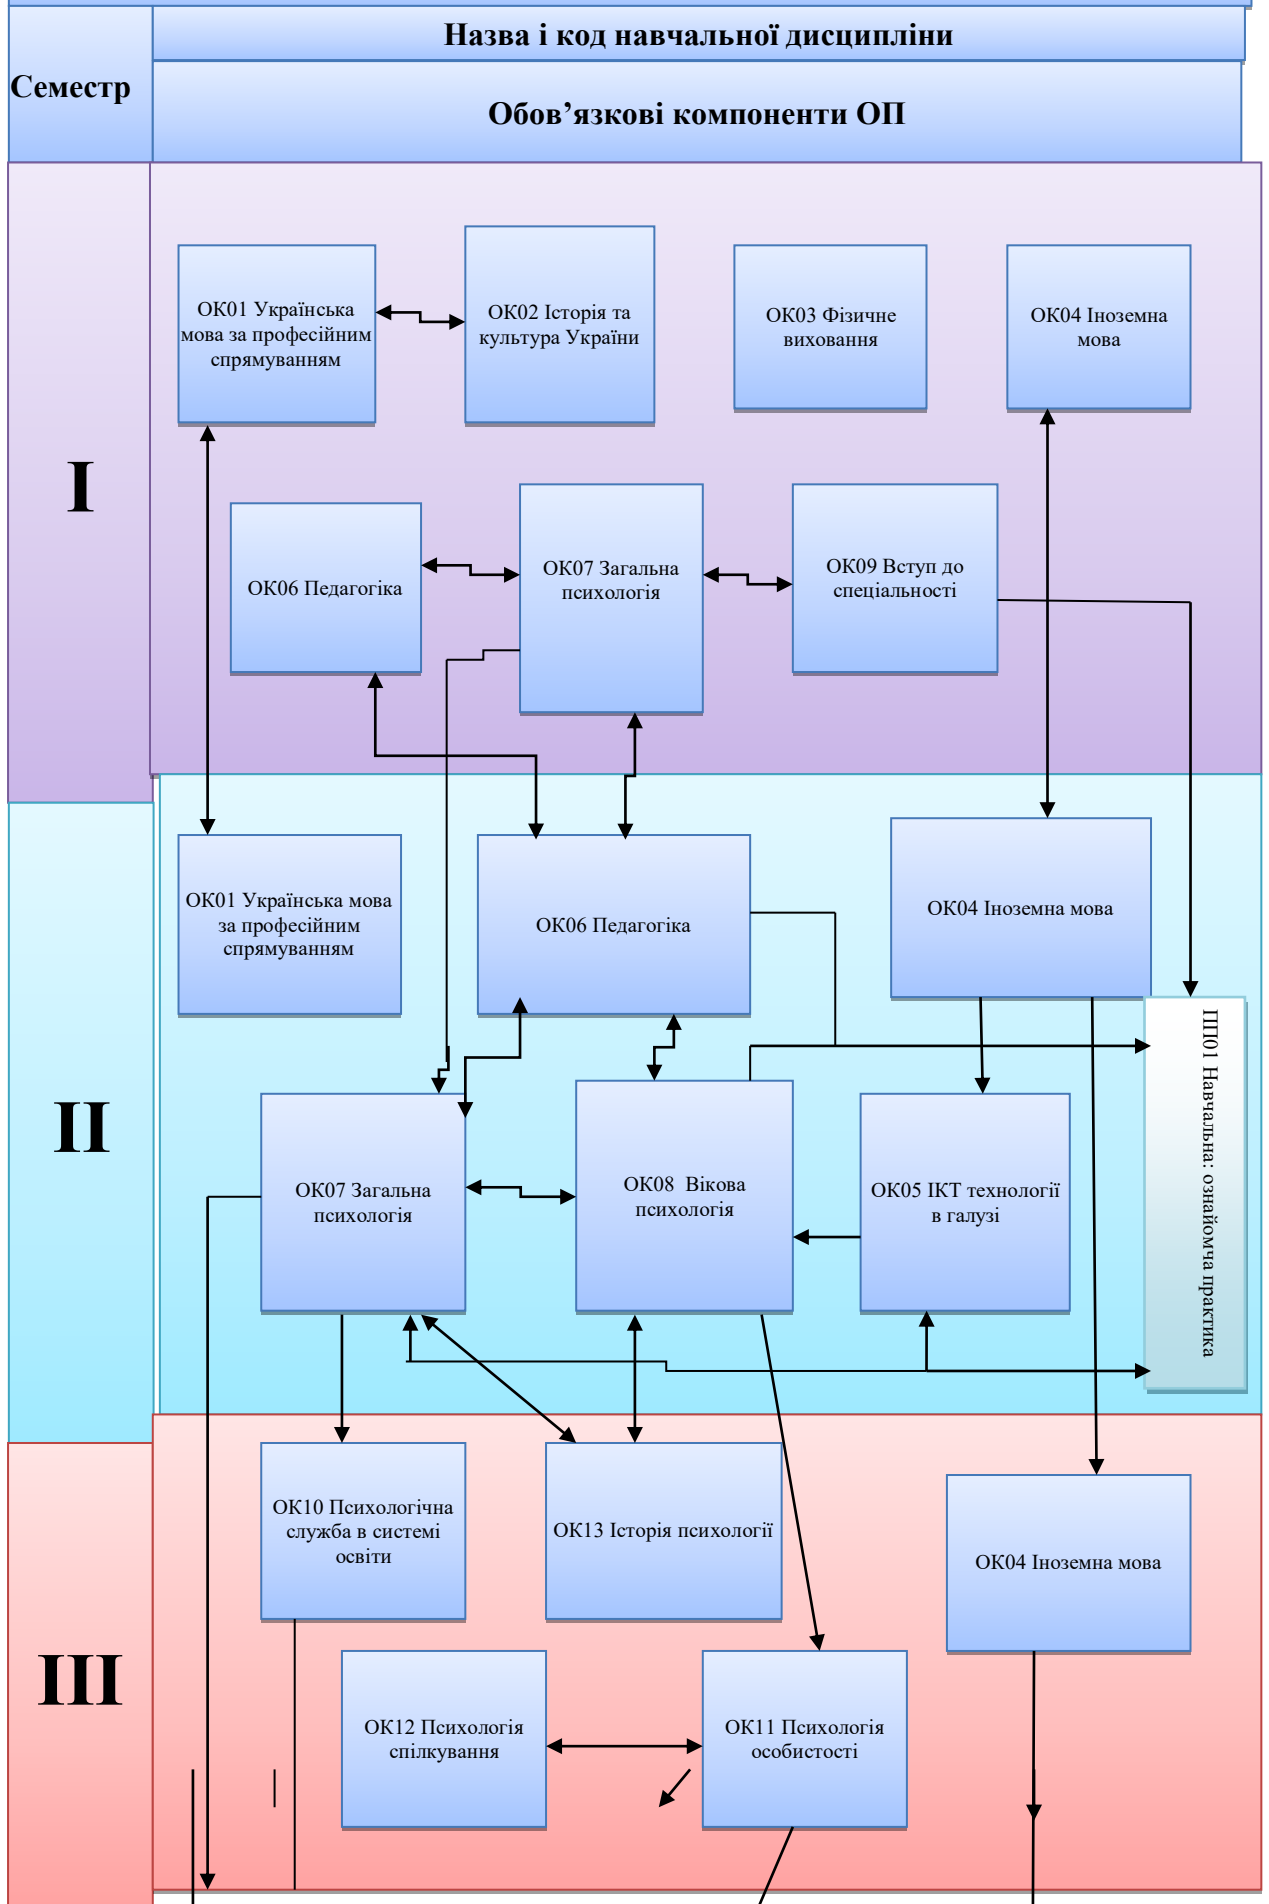 Назва і код навчальної дисципліни
Семестр
Обов’язкові компоненти ОП
I
ОК01 Українська
мова за професійним
спрямуванням
ОК02 Історія та
культура України
ОК03 Фізичне
виховання
ОК04 Іноземна
мова
ОК06 Педагогіка
ОК07 Загальна
психологія
ОК09 Вступ до
спеціальності
II
ОК01 Українська мова
за професійним
спрямуванням
ОК06 Педагогіка
ОК04 Іноземна мова
ПП01 Навчальна: ознайомча практика
ОК07 Загальна
психологія
ОК08 Вікова
психологія
ОК05 ІКТ технології
в галузі
III
ОК10 Психологічна
служба в системі
освіти
ОК13 Історія психології
ОК04 Іноземна мова
ОК12 Психологія
спілкування
ОК11 Психологія
особистості